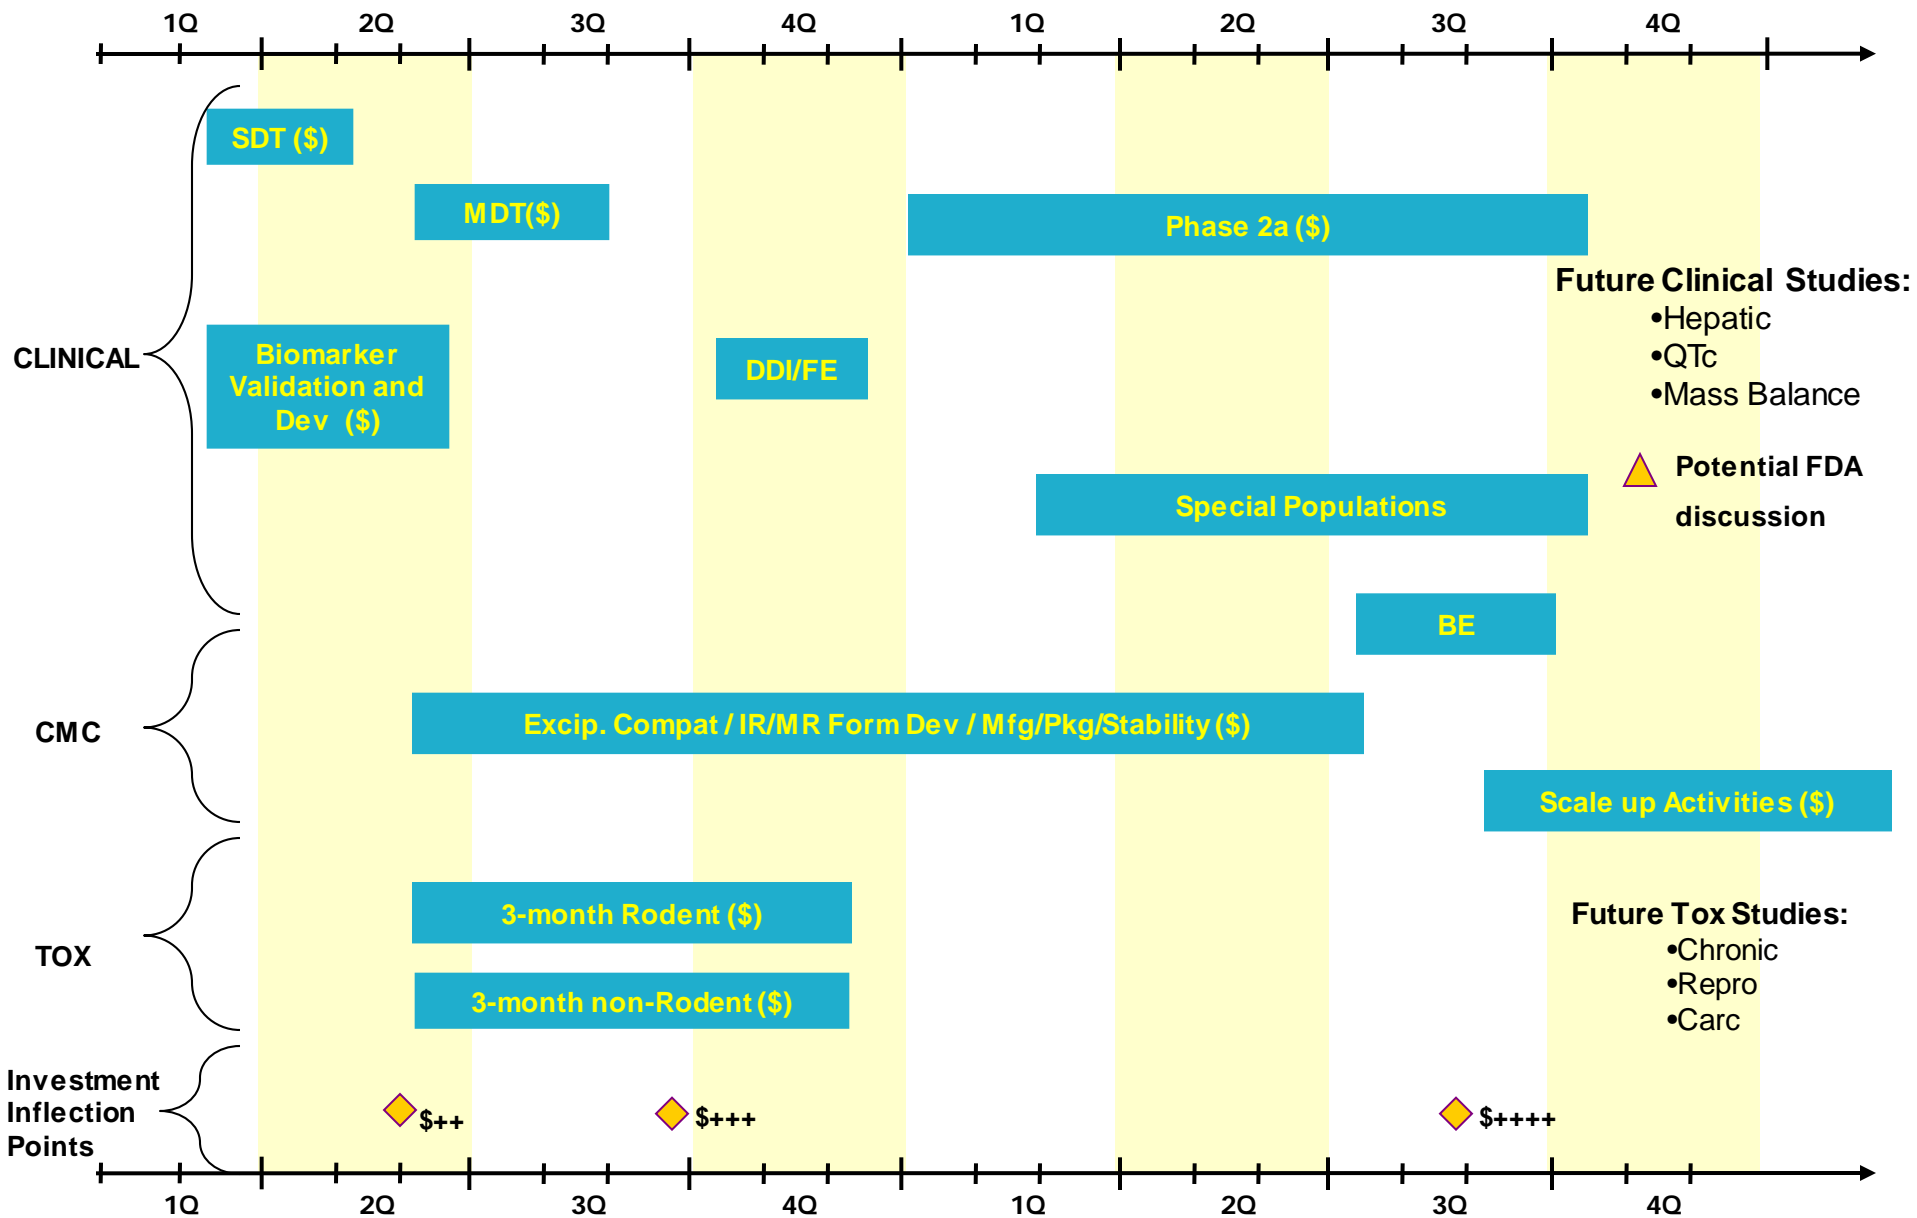 1Q 2Q 3Q 4Q 1Q 2Q 3Q 4Q
SDT ($)
MDT($)
Phase 2a ($)
Future Clinical Studies:
•Hepatic
•QTc
•Mass Balance
CLINICAL
Biomarker
Validation and
Dev ($)
DDI/FE
Potential FDA
discussion
Special Populations
BE
CMC
Excip. Compat / IR/MR Form Dev / Mfg/Pkg/Stability ($)
Scale up Activities ($)
TOX
3-month Rodent ($)
3-month non-Rodent ($)
Future Tox Studies:
•Chronic
•Repro
•Carc
Investment
Inflection
Points
$++
$+++
$++++
1Q 2Q 3Q 4Q 1Q 2Q 3Q 4Q